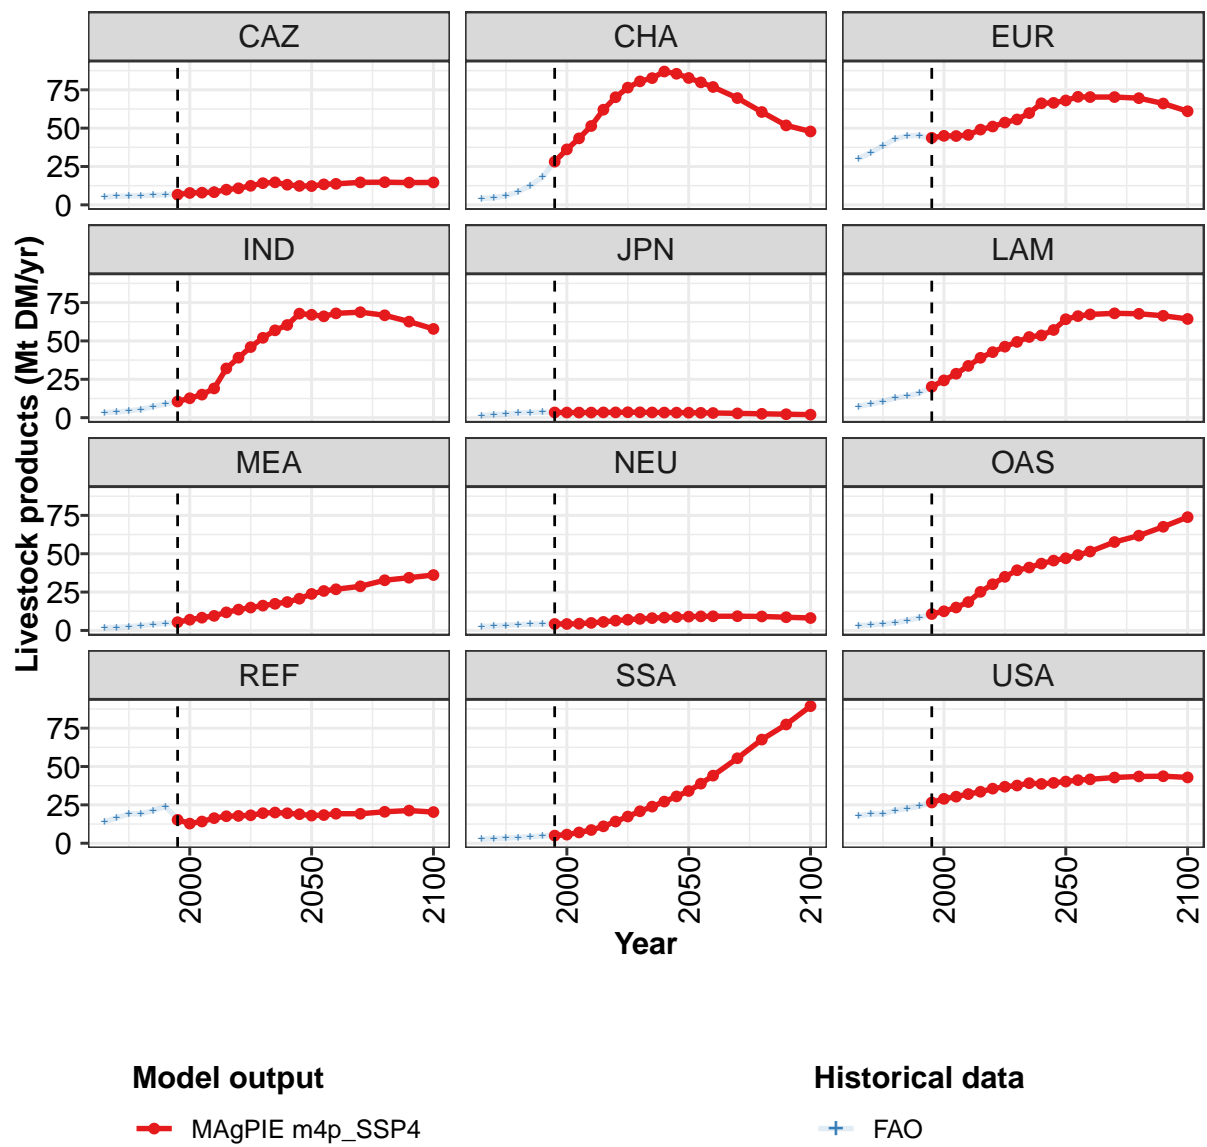 CAZ CHA EUR
75
50
25
0
IND JPN LAM
75
50
25
0
MEA NEU OAS
75
50
25
0
REF SSA USA
75
50
25
0
Livestock products (Mt DM/yr)
2000 2050 2100 2000 2050 2100 2000 2050 2100
Year
Model output Historical data
MAgPIE m4p_SSP4 FAO